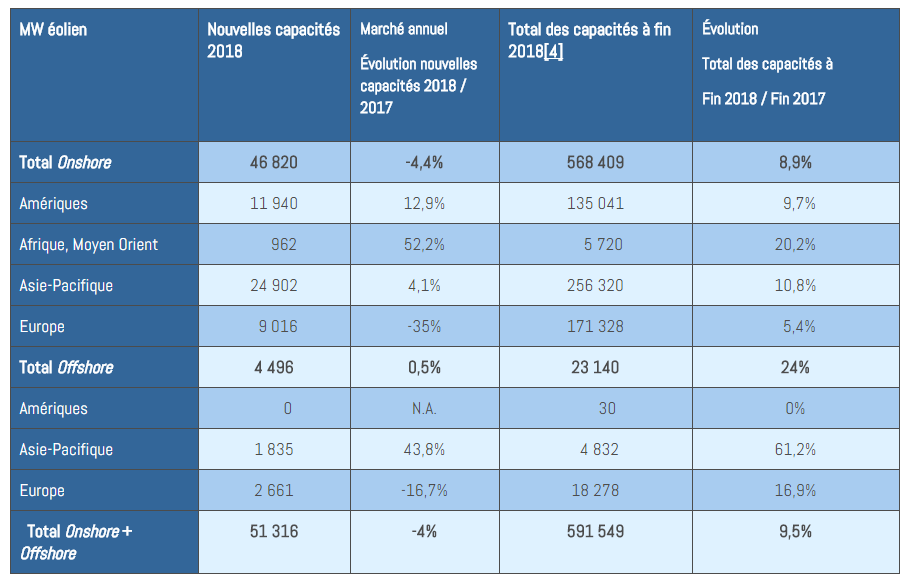 MW éolien Nouvelles capacités 2018 Marché annuel Évolution nouvelles capacités 2018 / 2017 Total des capacités à fin 2018[4] Évolution Total des capacités à Fin 2018 / Fin 2017
Total Onshore 46 820 -4,4% 568 409 8,9%
Amériques 11 940 12,9% 135 041 9,7%
Afrique, Moyen Orient 962 52,2% 5 720 20,2%
Asie-Pacifique 24 902 4,1% 256 320 10,8%
Europe 9 016 -35% 171 328 5,4%
Total Offshore 4 496 0,5% 23 140 24%
Amériques 0 N.A. 30 0%
Asie-Pacifique 1 835 43,8% 4 832 61,2%
Europe 2 661 -16,7% 18 278 16,9%
Total Onshore + Offshore 51 316 -4% 591 549 9,5%